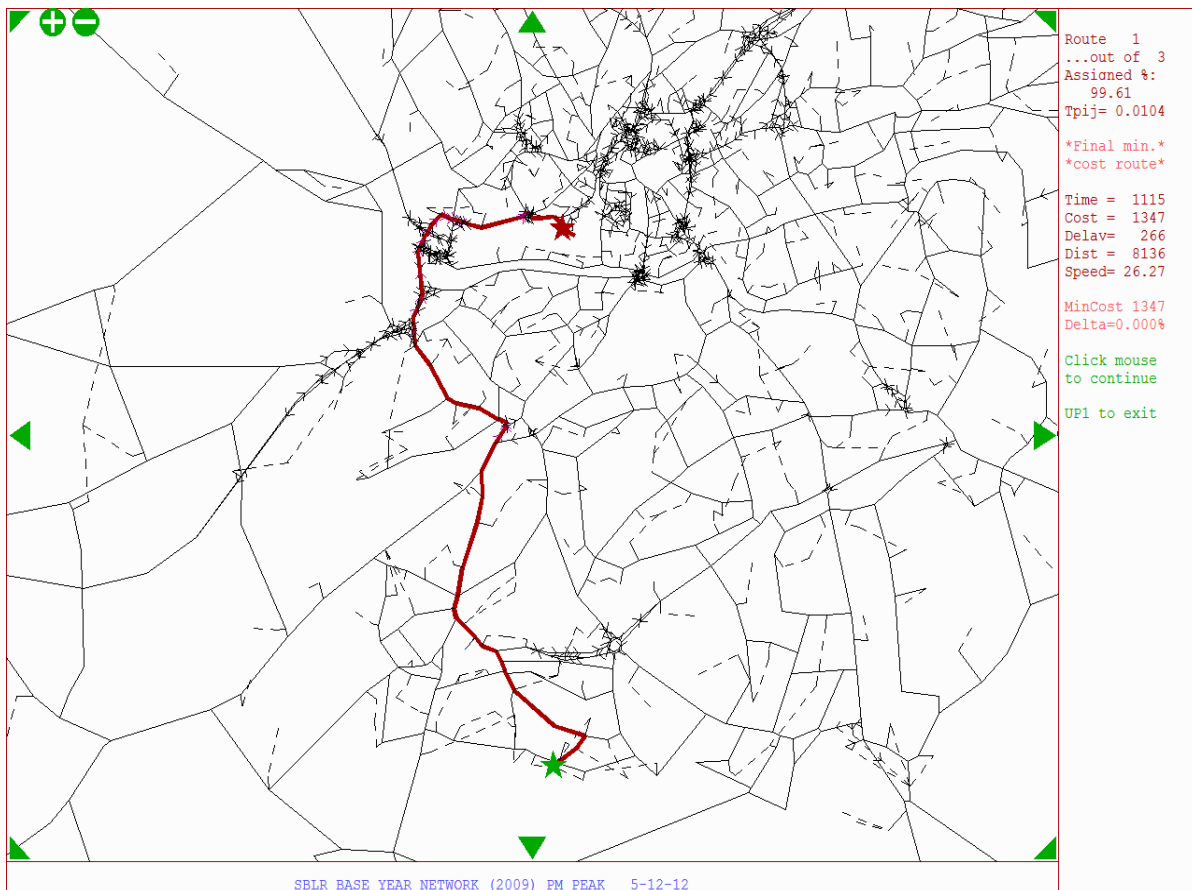 Route 1
...out of 3
Assigned %:
99.61
Tpij= 0.0104
*Final min.*
*cost route*
Time = 1115
Cost = 1347
Delay= 266
Dist = 8136
Speed= 26.27
MinCost 1347
Delta=0.000%
Click mouse
to continue
UP1 to exit
SBLR BASE YEAR NETWORK (2009) PM PEAK 5-12-12